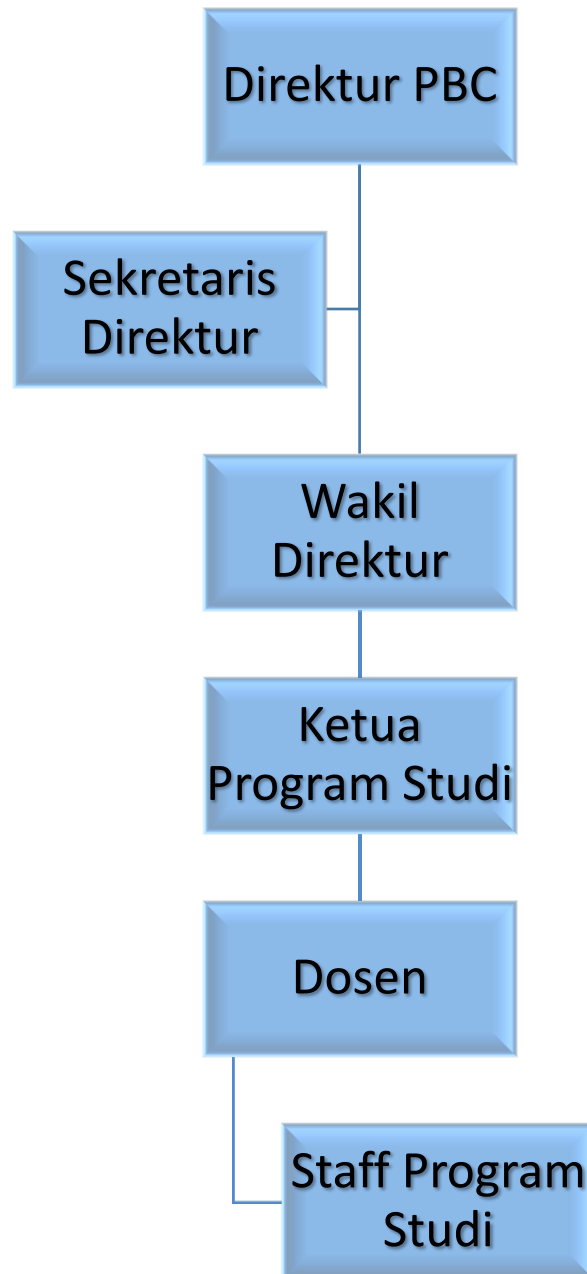 Direktur PBC
Sekretaris
Direktur
Wakil
Direktur
Ketua
Program Studi
Dosen
Staff Program
Studi